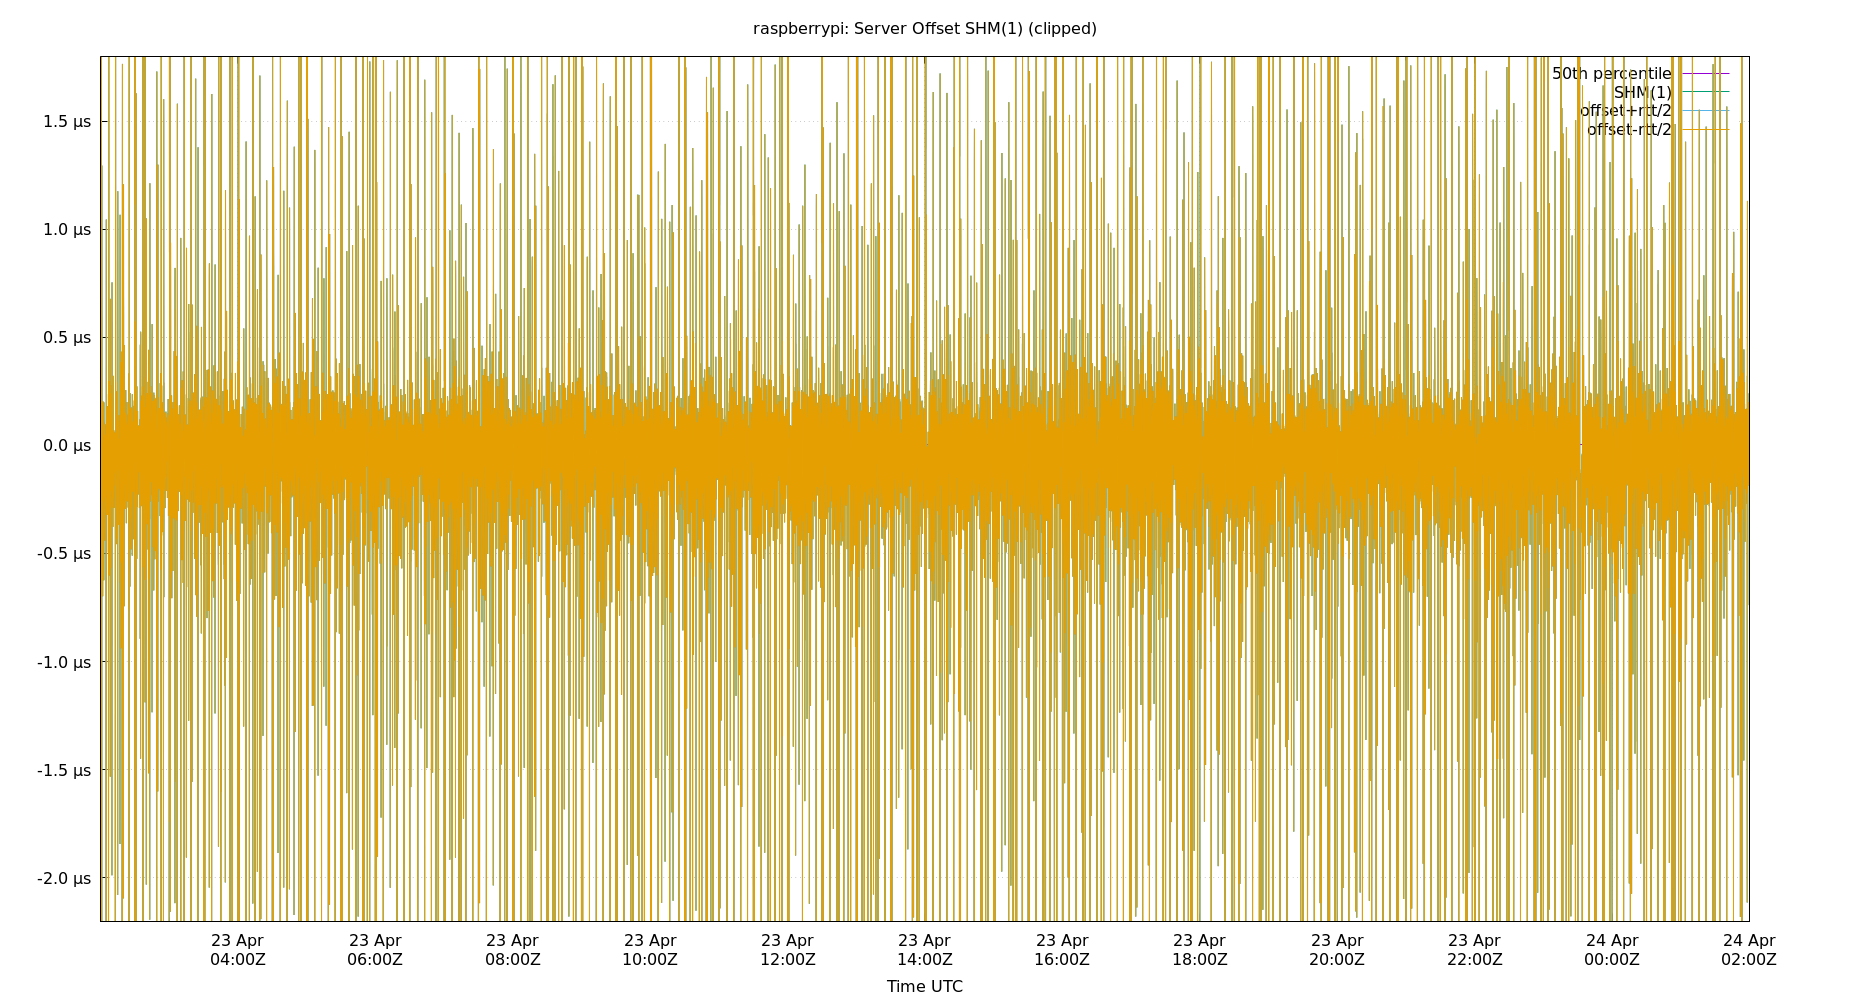 raspberrypi: Server Offset SHM(1) (clipped)
50th percentile
SHM(1)
offset+rtt/2
offset-rtt/2
1.5 µs
1.0 µs
0.5 µs
0.0 µs
-0.5 µs
-1.0 µs
-1.5 µs
-2.0 µs
23 Apr 23 Apr 23 Apr 23 Apr 23 Apr 23 Apr 23 Apr 23 Apr 23 Apr 23 Apr 24 Apr 24 Apr
04:00Z 06:00Z 08:00Z 10:00Z 12:00Z 14:00Z 16:00Z 18:00Z 20:00Z 22:00Z 00:00Z 02:00Z
Time UTC